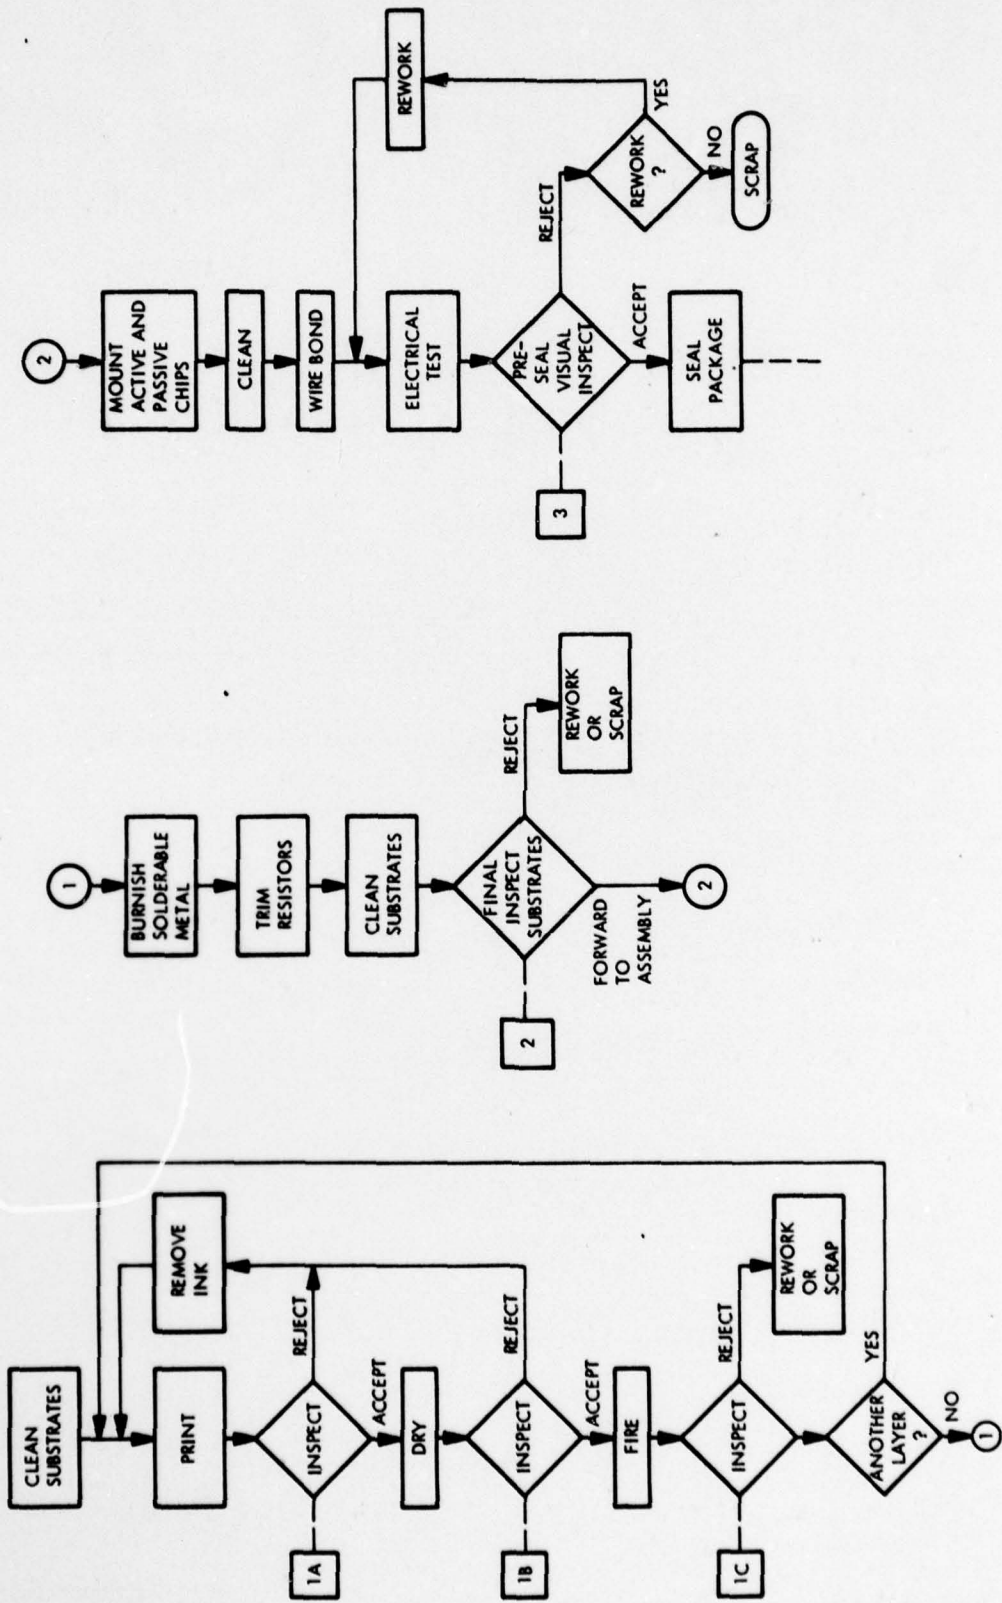 CLEAN
SUBSTRATES
PRINT
REMOVE
INK
INSPECT
REJECT
1A
ACCEPT
DRY
INSPECT
REJECT
1B
ACCEPT
FIRE
INSPECT
REJECT
1C
REWORK
OR
SCRAP
ANOTHER
LAYER
?
YES
NO
1
1
BURNISH
SOLDERABLE
METAL
TRIM
RESISTORS
CLEAN
SUBSTRATES
FINAL
INSPECT
SUBSTRATES
REJECT
REWORK
OR
SCRAP
2
FORWARD
TO
ASSEMBLY
2
2
MOUNT
ACTIVE AND
PASSIVE
CHIPS
CLEAN
WIRE BOND
ELECTRICAL
TEST
PRE-
SEAL
VISUAL
INSPECT
3
REJECT
REWORK
?
YES
REWORK
NO
SCRAP
ACCEPT
SEAL
PACKAGE